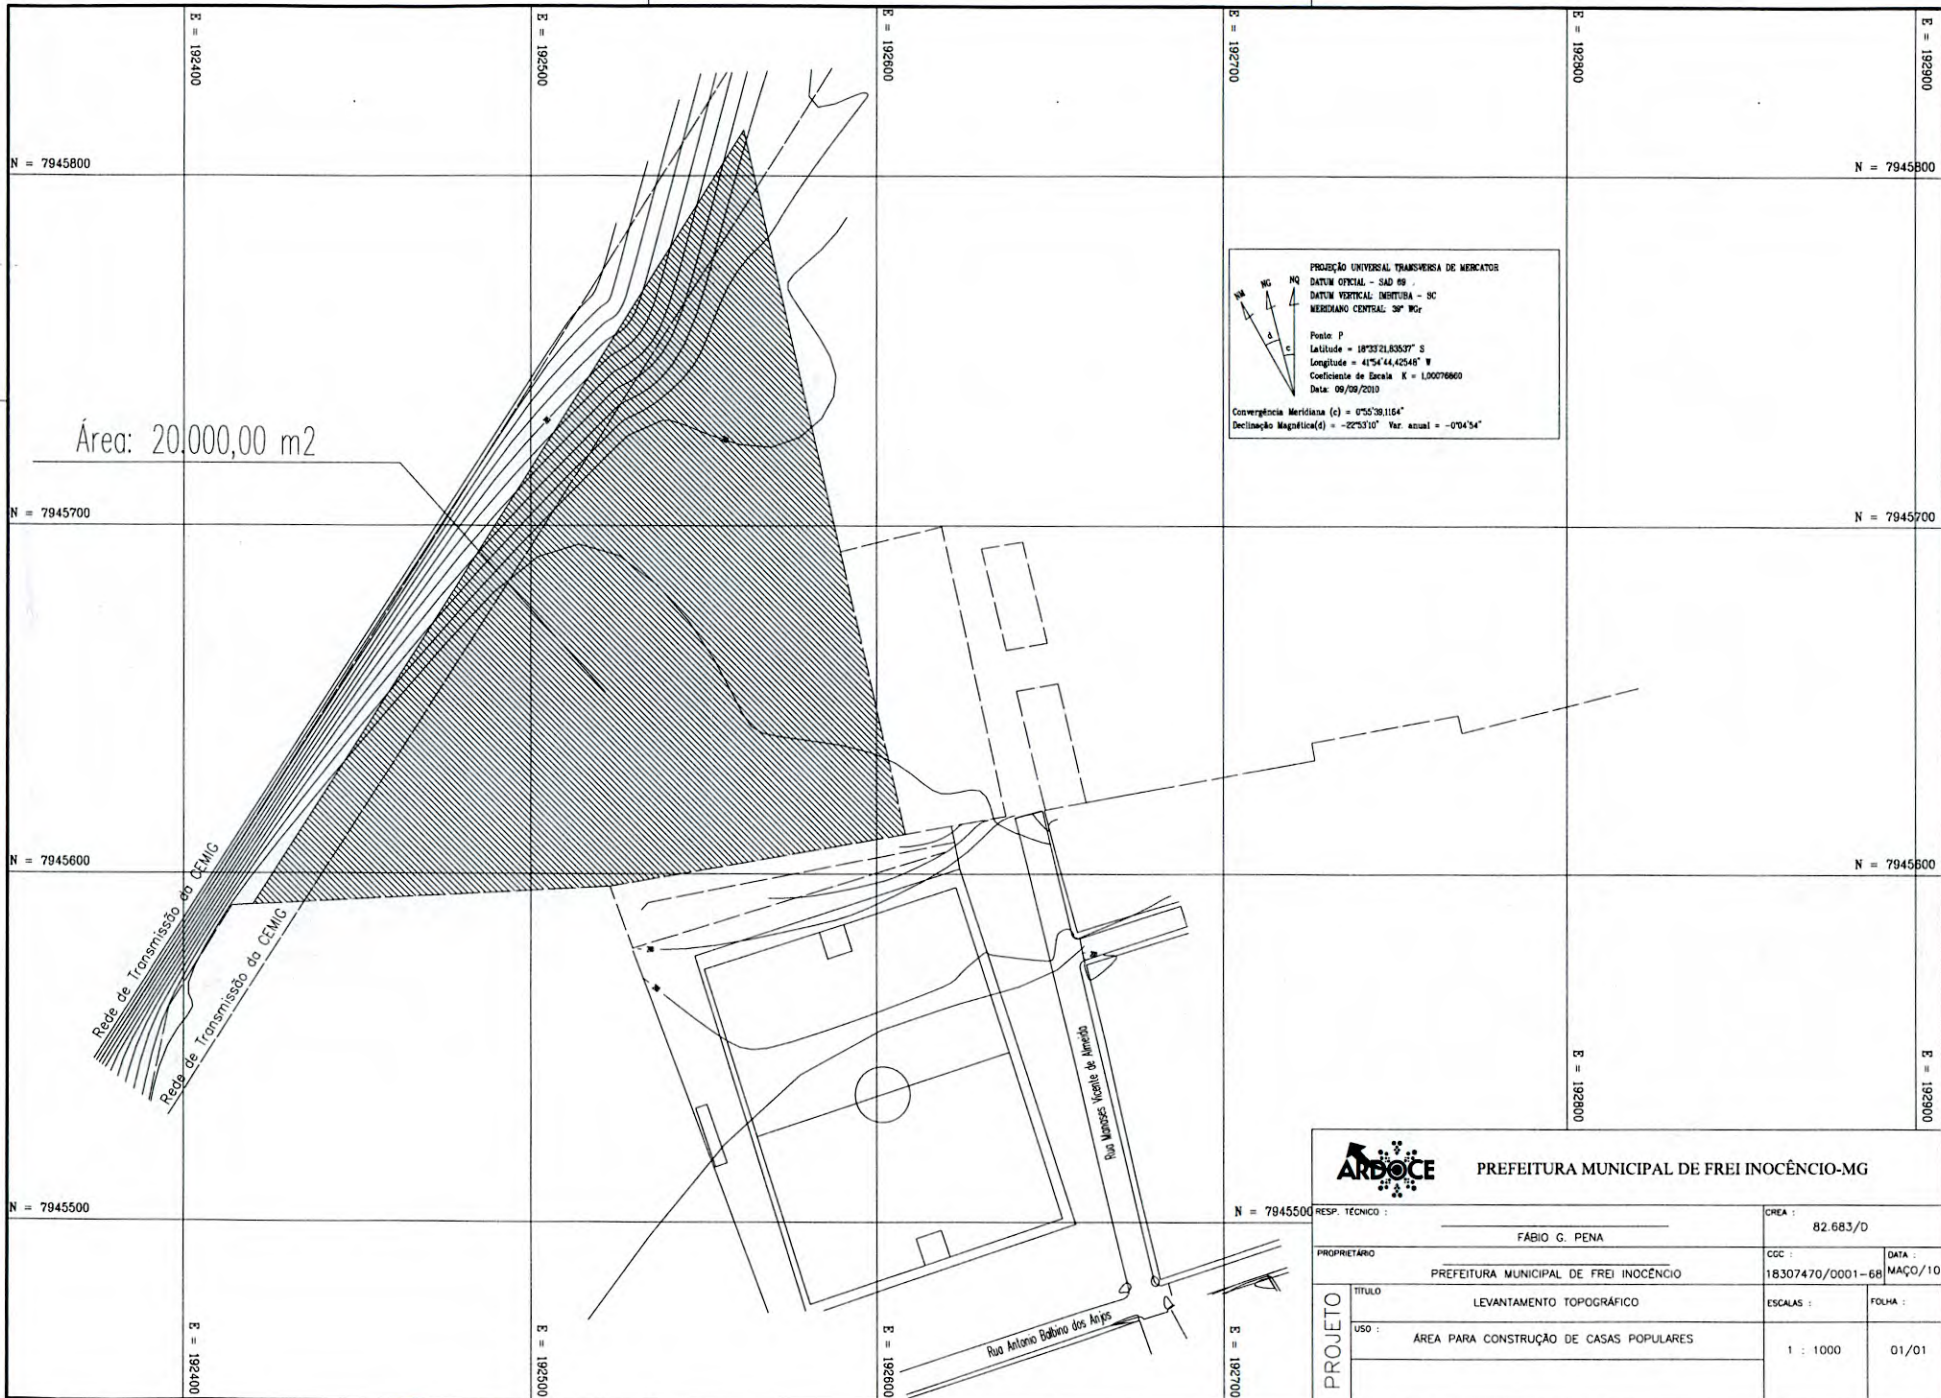 E = 192400
E = 192500
E = 192600
E = 192700
E = 192800
E = 192900
N = 7945800
N = 7945800
PROJEÇÃO UNIVERSAL TRANSVERSA DE MERCATOR
DATUM OFICIAL - SAD 69
DATUM VERTICAL: IMBITUBA - SC
MERIDIANO CENTRAL: 39° WGr
NM
NG
NQ
d
c
Ponto: P
Latitude = 18°33'21,83537" S
Longitude = 41°54'44,42548" W
Coeficiente de Escala K = 1,00076860
Data: 09/09/2010
Convergência Meridiana (c) = 0°55'39,1164"
Declinação Magnética(d) = -22°53'10" Var. anual = -0°04'54"
Área: 20.000,00 m2
N = 7945700
N = 7945700
N = 7945600
N = 7945600
Rede de Transmissão da CEMIG
Rede de Transmissão da CEMIG
Rua Manases Vicente de Almeida
Rua Antonio Balbino dos Anjos
E = 192800
E = 192900
N = 7945500
N = 7945500
E = 192400
E = 192500
E = 192600
E = 192700
ARDOCE
PREFEITURA MUNICIPAL DE FREI INOCÊNCIO-MG
RESP. TÉCNICO :
FÁBIO G. PENA
CREA :
82.683/D
PROPRIETÁRIO
PREFEITURA MUNICIPAL DE FREI INOCÊNCIO
CGC :
18307470/0001-68
DATA :
MAÇO/10
PROJETO
TÍTULO
LEVANTAMENTO TOPOGRÁFICO
ESCALAS :
FOLHA :
USO :
ÁREA PARA CONSTRUÇÃO DE CASAS POPULARES
1 : 1000
01/01